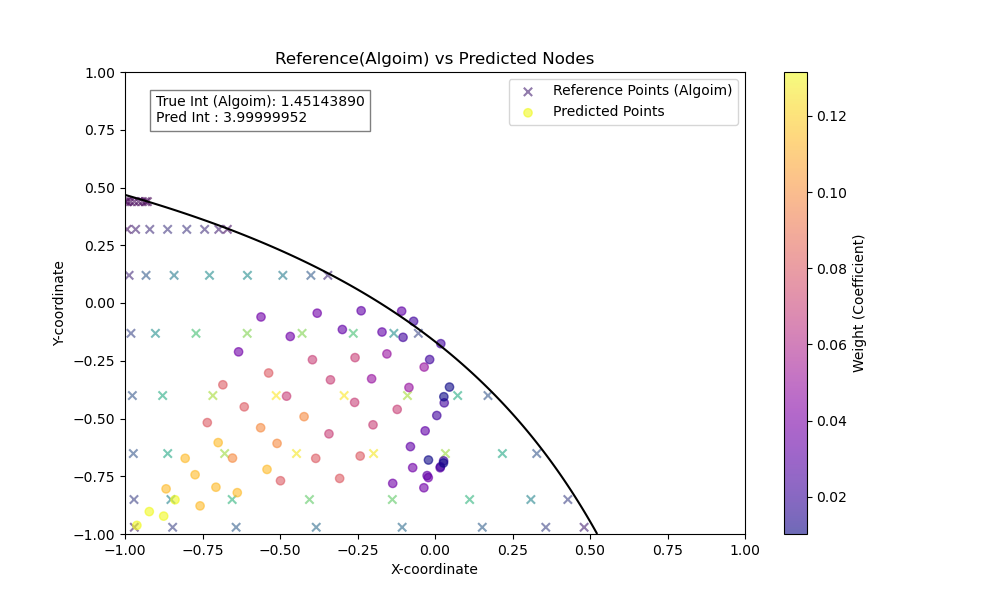 Reference(Algoim) vs Predicted Nodes
True Int (Algoim): 1.45143890
Pred Int : 3.99999952
Reference Points (Algoim)
Predicted Points
1.00
0.75
0.50
0.25
0.00
−0.25
−0.50
−0.75
−1.00
Y-coordinate
−1.00 −0.75 −0.50 −0.25 0.00 0.25 0.50 0.75 1.00
X-coordinate
0.12
0.10
0.08
0.06
0.04
0.02
Weight (Coefficient)